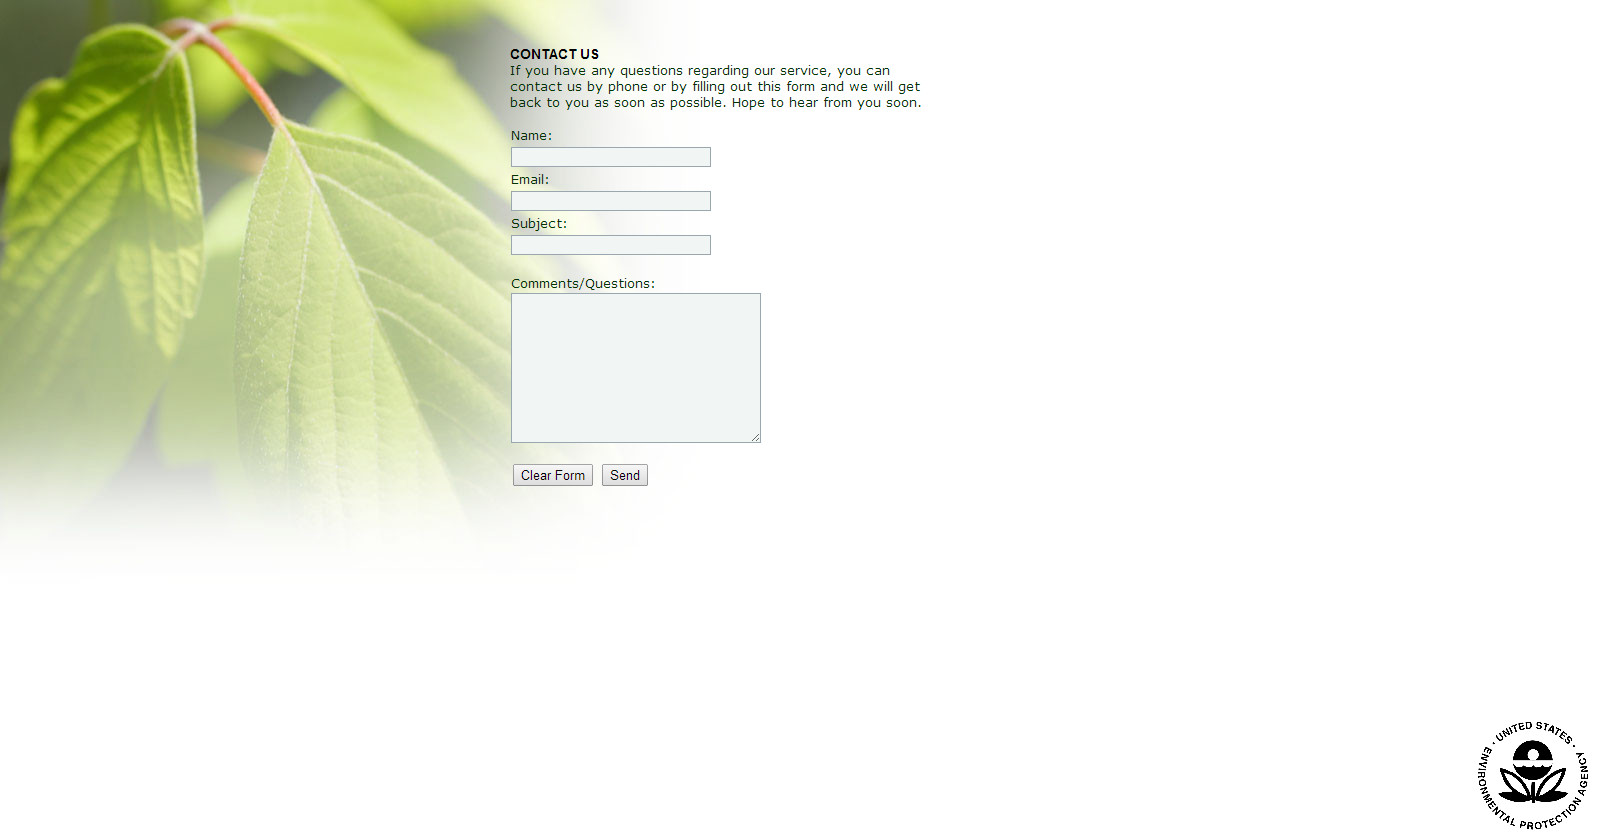 CONTACT US
If you have any questions regarding our service, you can
contact us by phone or by filling out this form and we will get
back to you as soon as possible. Hope to hear from you soon.
Name:
Email:
Subject:
Comments/Questions:
Clear Form Send
UNITED STATES · ENVIRONMENTAL PROTECTION AGENCY ·